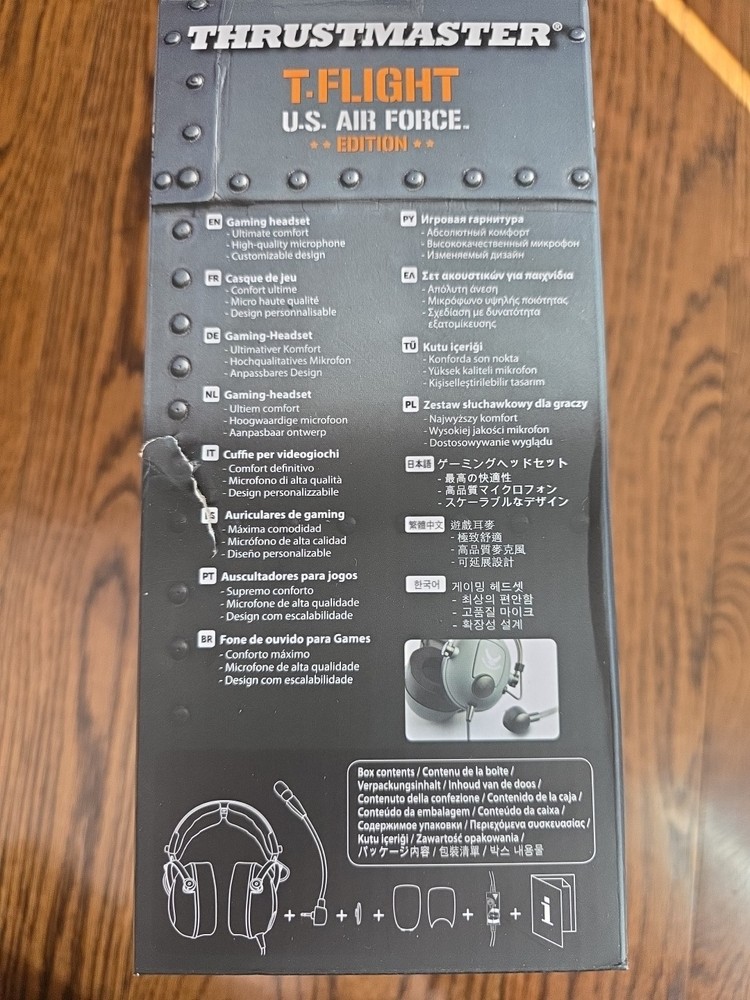 THRUSTMASTER®
T.FLIGHT
U.S. AIR FORCE™
★★ EDITION ★★
EN Gaming headset
- Ultimate comfort
- High-quality microphone
- Customizable design
FR Casque de jeu
- Confort ultime
- Micro haute qualité
- Design personnalisable
DE Gaming-Headset
- Ultimativer Komfort
- Hochqualitatives Mikrofon
- Anpassbares Design
NL Gaming-headset
- Ultiem comfort
- Hoogwaardige microfoon
- Aanpasbaar ontwerp
IT Cuffie per videogiochi
- Comfort definitivo
- Microfono di alta qualità
- Design personalizzabile
ES Auriculares de gaming
- Máxima comodidad
- Micrófono de alta calidad
- Diseño personalizable
PT Auscultadores para jogos
- Supremo conforto
- Microfone de alta qualidade
- Design com escalabilidade
BR Fone de ouvido para Games
- Conforto máximo
- Microfone de alta qualidade
- Design com escalabilidade
РУ Игровая гарнитура
- Абсолютный комфорт
- Высококачественный микрофон
- Изменяемый дизайн
ΕΛ Σετ ακουστικών για παιχνίδια
- Απόλυτη άνεση
- Μικρόφωνο υψηλής ποιότητας
- Σχεδίαση με δυνατότητα
εξατομίκευσης
TÜ Kutu içeriği
- Konforda son nokta
- Yüksek kaliteli mikrofon
- Kişiselleştirilebilir tasarım
PL Zestaw słuchawkowy dla graczy
- Najwyższy komfort
- Wysokiej jakości mikrofon
- Dostosowywanie wyglądu
日本語 ゲーミングヘッドセット
- 最高の快適性
- 高品質マイクロフォン
- スケーラブルなデザイン
繁體中文 遊戲耳麥
- 極致舒適
- 高品質麥克風
- 可延展設計
한국어 게이밍 헤드셋
- 최상의 편안함
- 고품질 마이크
- 확장성 설계
Box contents / Contenu de la boîte /
Verpackungsinhalt / Inhoud van de doos /
Contenuto della confezione / Contenido de la caja /
Conteúdo da embalagem / Conteúdo da caixa /
Содержимое упаковки / Περιεχόμενα συσκευασίας /
Kutu içeriği / Zawartość opakowania /
パッケージ内容 / 包裝清單 / 박스 내용물